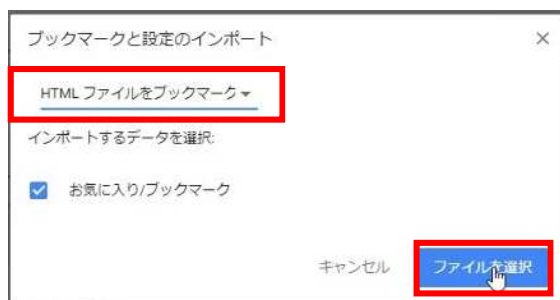 ブックマークと設定のインポート
HTML ファイルをブックマーク
インポートするデータを選択:
お気に入り/ブックマーク
キャンセル ファイルを選択